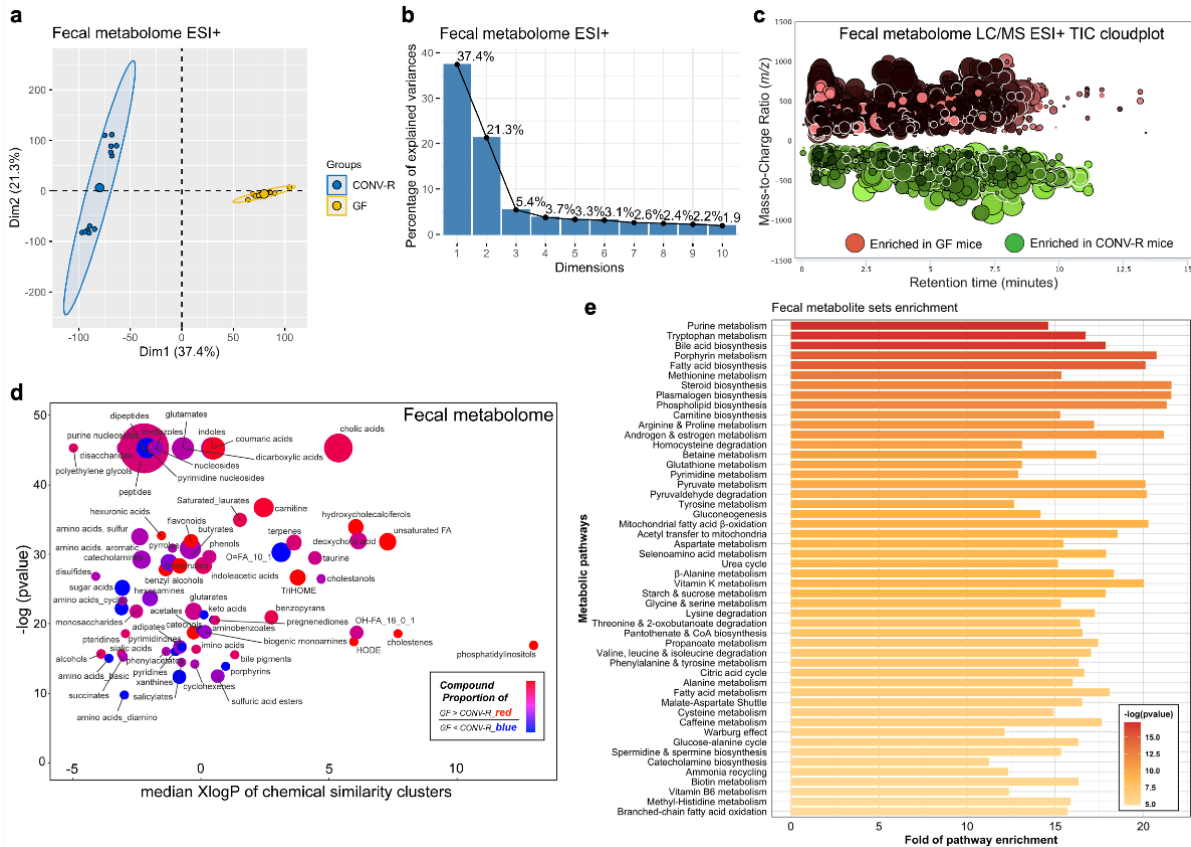 a
Fecal metabolome ESI+
200
100
0
-100
-200
Dim2 (21.3%)
-100
-50
0
50
100
Dim1 (37.4%)
Groups
CONV-R
GF
b
Fecal metabolome ESI+
Percentage of explained variances
40
30
20
10
0
37.4%
21.3%
5.4%
3.7%
3.3%
3.1%
2.6%
2.4%
2.2%
1.9
1 2 3 4 5 6 7 8 9 10
Dimensions
c
Fecal metabolome LC/MS ESI+ TIC cloudplot
Mass-to-Charge Ratio (m/z)
1500
1000
500
0
-500
-1000
-1500
Enriched in GF mice
Enriched in CONV-R mice
0.0 2.5 5.0 7.5 10.0 12.5 15
Retention time (minutes)
d
Fecal metabolome
-log (pvalue)
50
40
30
20
10
0
dipeptides
glutamates
purine nucleosides
indoles
coumaric acids
cholic acids
disaccharides
nucleosides
dicarboxylic acids
polyethylene glycols
pyrimidine nucleosides
peptides
Saturated_laurates
carnitine
hexuronic acids
hydroxycholecalciferols
flavonoids
butyrates
amino acids, sulfur
terpenes
unsaturated FA
pyrroles
phenols
deoxycholic acid
amino acids, aromatic
O=FA_10_1
taurine
catecholamines
disulfides
indoleacetic acids
cholestanols
benzyl alcohols
TriHOME
sugar acids
hexosamines
amino acids_cyclic
glutarates
keto acids
benzopyrans
acetates
monosaccharides
pregnenediones
OH-FA_16_0_1
catechols
aminobenzoates
adipates
pteridines
pyrimidinones
biogenic monoamines
cholestenes
sialic acids
imino acids
HODE
phosphatidylinositols
alcohols
phenylacetates
bile pigments
amino acids_basic
pyridines
porphyrins
xanthines
cyclohexenes
succinates
salicylates
sulfuric acid esters
amino acids_diamino
Compound
Proportion of
GF > CONV-R_red
GF < CONV-R_blue
-5
0
5
10
median XlogP of chemical similarity clusters
e
Fecal metabolite sets enrichment
Metabolic pathways
Purine metabolism
Tryptophan metabolism
Bile acid biosynthesis
Porphyrin metabolism
Fatty acid biosynthesis
Methionine metabolism
Steroid biosynthesis
Plasmalogen biosynthesis
Phospholipid biosynthesis
Carnitine biosynthesis
Arginine & Proline metabolism
Androgen & estrogen metabolism
Homocysteine degradation
Betaine metabolism
Glutathione metabolism
Pyrimidine metabolism
Pyruvate metabolism
Pyruvaldehyde degradation
Tyrosine metabolism
Gluconeogenesis
Mitochondrial fatty acid β-oxidation
Acetyl transfer to mitochondria
Aspartate metabolism
Selenoamino acid metabolism
Urea cycle
β-Alanine metabolism
Vitamin K metabolism
Starch & sucrose metabolism
Glycine & serine metabolism
Lysine degradation
Threonine & 2-oxobutanoate degradation
Pantothenate & CoA biosynthesis
Propanoate metabolism
Valine, leucine & isoleucine degradation
Phenylalanine & tyrosine metabolism
Citric acid cycle
Alanine metabolism
Fatty acid metabolism
Malate-Aspartate Shuttle
Cysteine metabolism
Caffeine metabolism
Warburg effect
Glucose-alanine cycle
Spermidine & spermine biosynthesis
Catecholamine biosynthesis
Ammonia recycling
Biotin metabolism
Vitamin B6 metabolism
Methyl-Histidine metabolism
Branched-chain fatty acid oxidation
-log(pvalue)
15.0
12.5
10.0
7.5
5.0
0
5
10
15
20
Fold of pathway enrichment